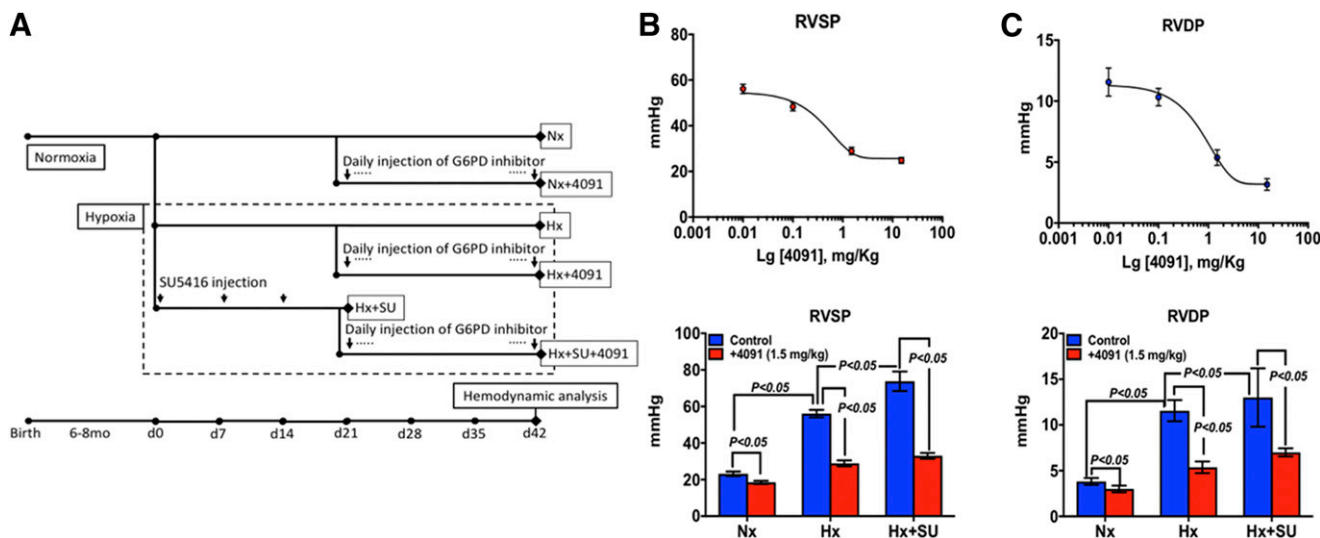 A
Normoxia
Nx
Daily injection of G6PD inhibitor
Nx+4091
Hypoxia
Hx
Daily injection of G6PD inhibitor
Hx+4091
SU5416 injection
Hx+SU
Daily injection of G6PD inhibitor
Hx+SU+4091
Hemodynamic analysis
Birth 6-8mo d0 d7 d14 d21 d28 d35 d42
B
RVSP
mmHg
80
60
40
20
0
0.001 0.01 0.1 1 10 100
Lg [4091], mg/Kg
RVSP
mmHg
100
80
60
40
20
0
Control
+4091 (1.5 mg/kg)
P<0.05
P<0.05
P<0.05
P<0.05
P<0.05
Nx Hx Hx+SU
C
RVDP
mmHg
15
10
5
0
0.001 0.01 0.1 1 10 100
Lg [4091], mg/Kg
RVDP
mmHg
20
15
10
5
0
Control
+4091 (1.5 mg/kg)
P<0.05
P<0.05
P<0.05
P<0.05
P<0.05
Nx Hx Hx+SU